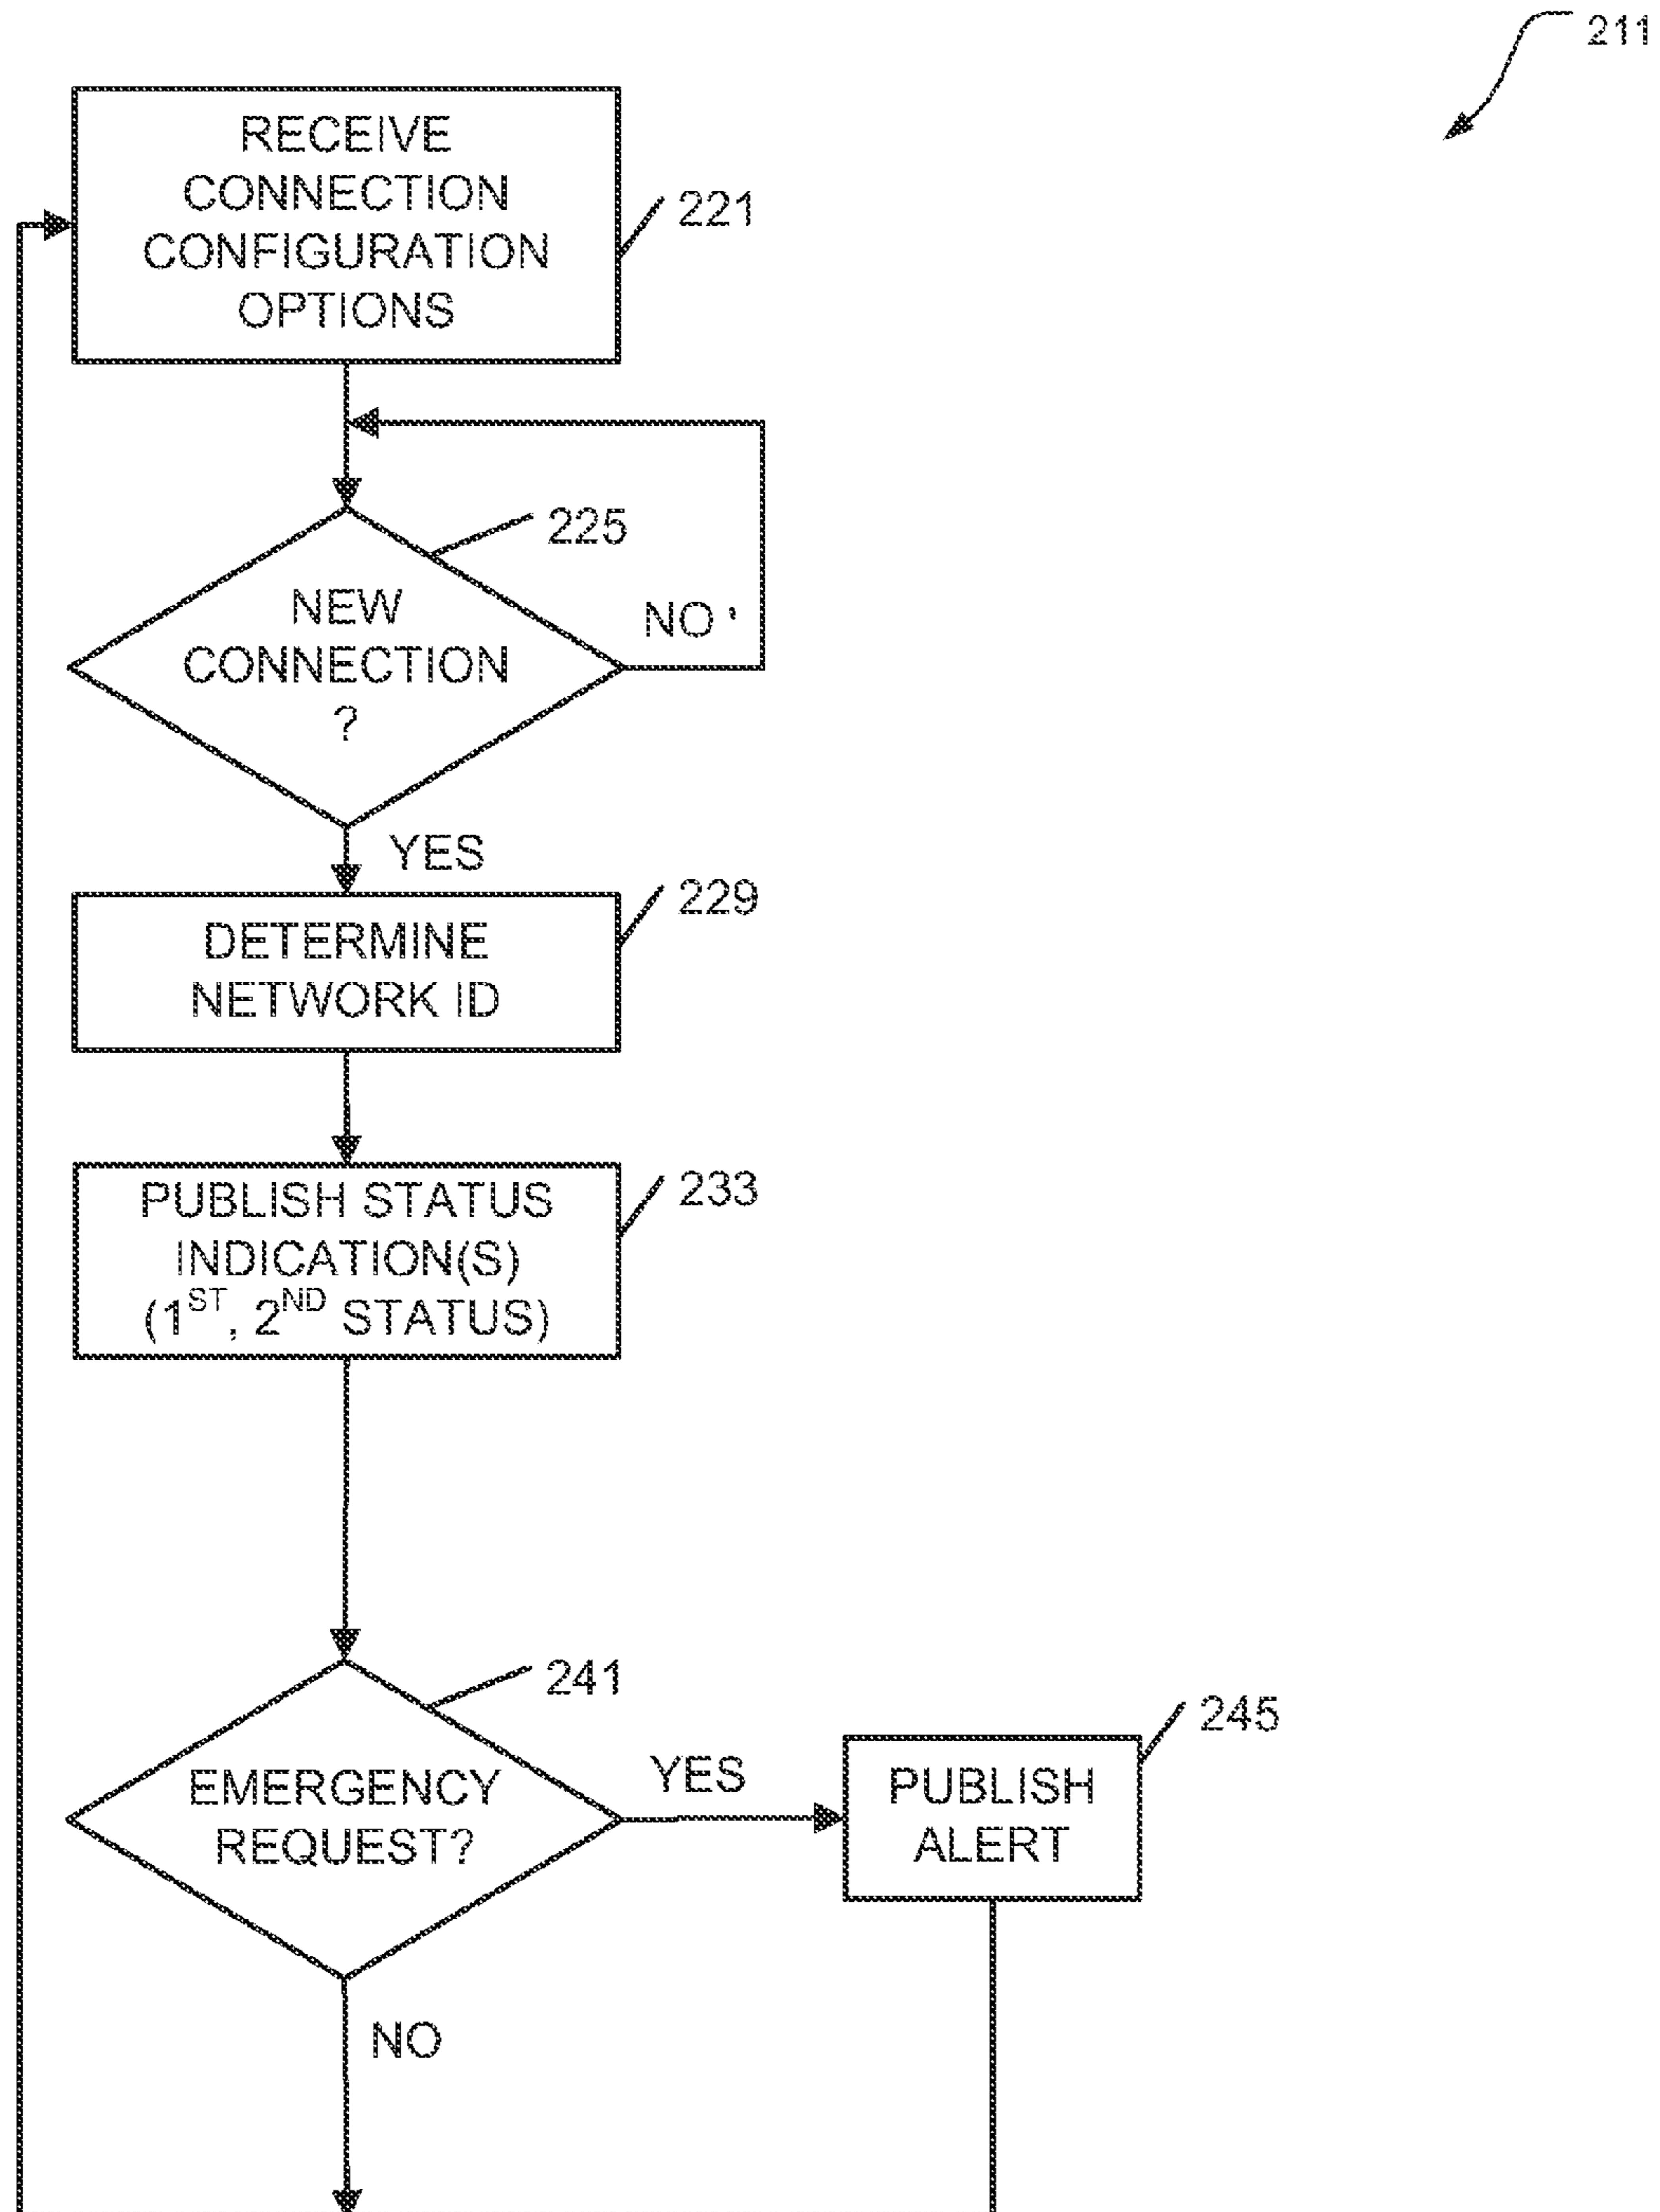 211
RECEIVE
CONNECTION
CONFIGURATION
OPTIONS
221
225
NEW
CONNECTION
?
NO
YES
229
DETERMINE
NETWORK ID
233
PUBLISH STATUS
INDICATION(S)
(1ST, 2ND STATUS)
241
EMERGENCY
REQUEST?
YES
245
PUBLISH
ALERT
NO